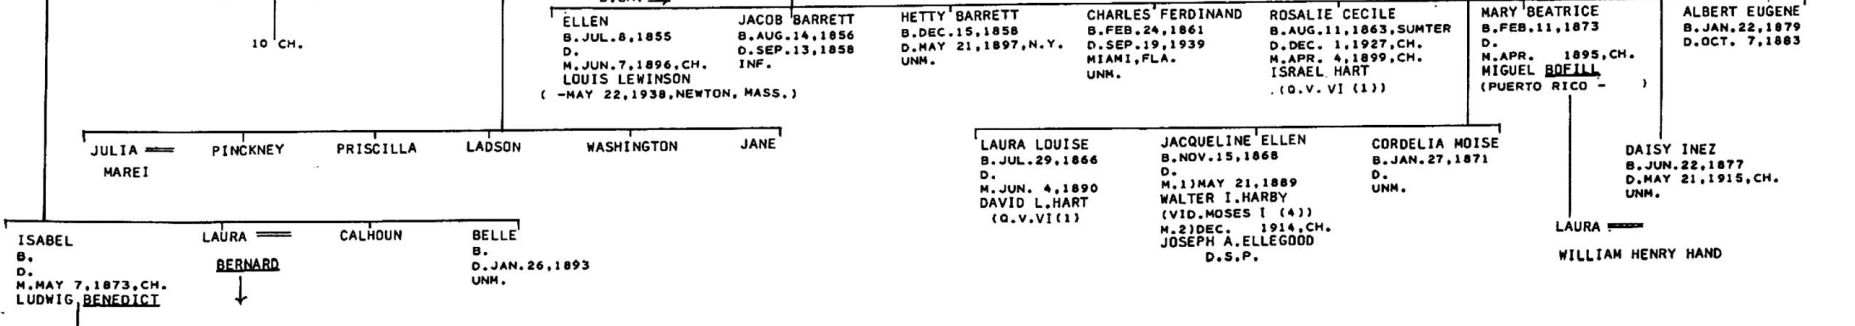 ELLEN
B.JUL.8,1855
D.
M.JUN.7,1896,CH.
LOUIS LEWINSON
( -MAY 22,1938,NEWTON, MASS.)
JACOB BARRETT
B.AUG.14,1856
D.SEP.13,1858
INF.
HETTY BARRETT
B.DEC.15,1858
D.MAY 21,1897,N.Y.
UNM.
CHARLES FERDINAND
B.FEB.24,1861
D.SEP.19,1939
MIAMI,FLA.
UNM.
ROSALIE CECILE
B.AUG.11,1863,SUMTER
D.DEC. 1,1927,CH.
M.APR. 4,1899,CH.
ISRAEL HART
(Q.V. VI (1))
MARY BEATRICE
B.FEB.11,1873
D.
M.APR. 1895,CH.
MIGUEL BOFILL
(PUERTO RICO - )
ALBERT EUGENE
B.JAN.22,1879
D.OCT. 7,1883
10 CH.
JULIA
MAREI
PINCKNEY
PRISCILLA
LADSON
WASHINGTON
JANE
LAURA LOUISE
B.JUL.29,1866
D.
M.JUN. 4,1890
DAVID L.HART
(Q.V.VI(1)
JACQUELINE ELLEN
B.NOV.15,1868
D.
M.1)MAY 21,1889
WALTER I.HARBY
(VID.MOSES I (4))
M.2)DEC. 1914,CH.
JOSEPH A.ELLEGOOD
D.S.P.
CORDELIA MOISE
B.JAN.27,1871
D.
UNM.
DAISY INEZ
B.JUN.22,1877
D.MAY 21,1915,CH.
UNM.
LAURA
WILLIAM HENRY HAND
ISABEL
B.
D.
M.MAY 7,1873,CH.
LUDWIG BENEDICT
LAURA
BERNARD
CALHOUN
BELLE
B.
D.JAN.26,1893
UNM.